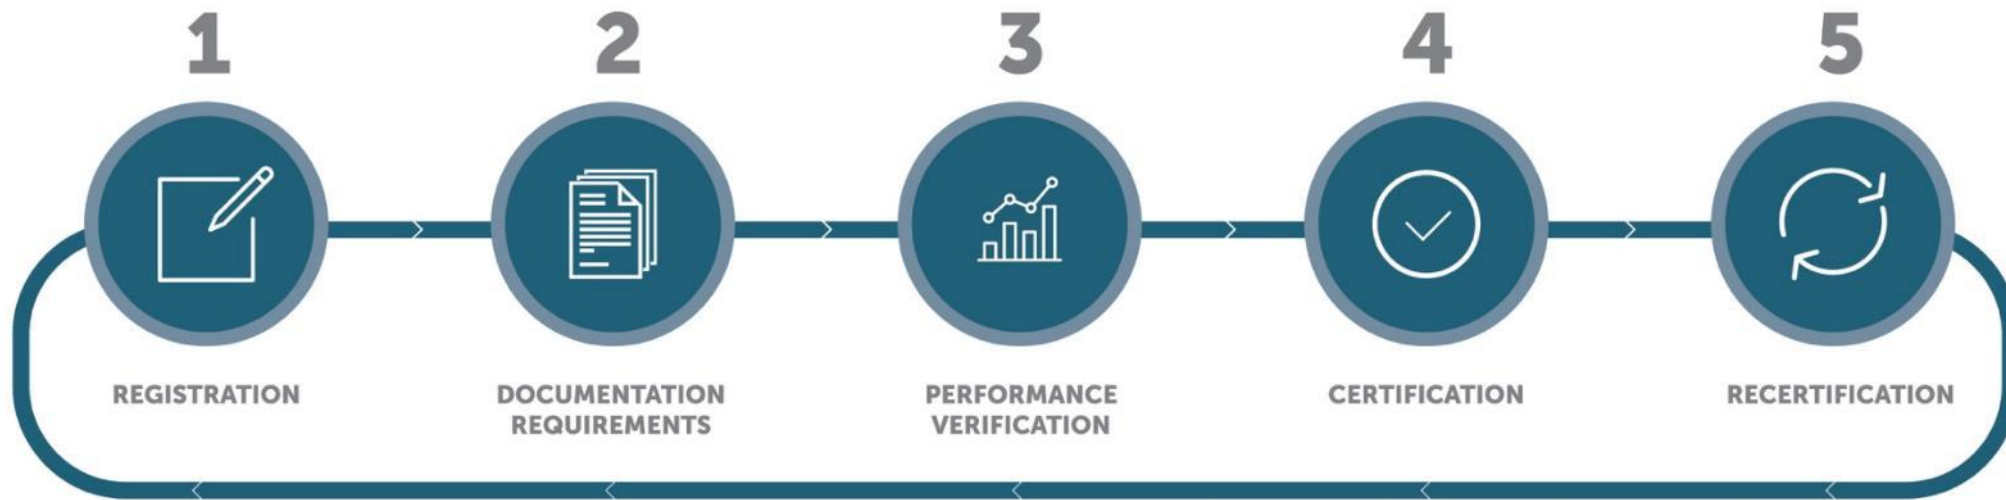 1
2
3
4
5
REGISTRATION
DOCUMENTATION
REQUIREMENTS
PERFORMANCE
VERIFICATION
CERTIFICATION
RECERTIFICATION